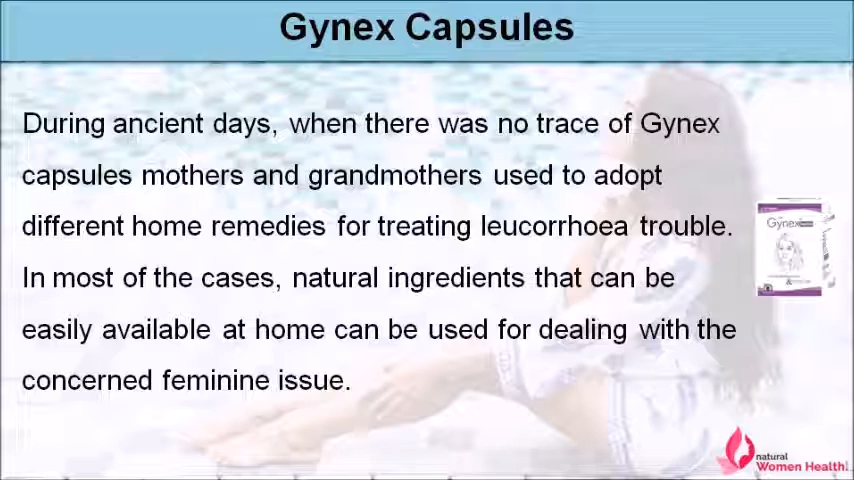 Gynex Capsules
During ancient days, when there was no trace of Gynex
capsules mothers and grandmothers used to adopt
different home remedies for treating leucorrhoea trouble.
In most of the cases, natural ingredients that can be
easily available at home can be used for dealing with the
concerned feminine issue.
Gynex
natural
Women Health!